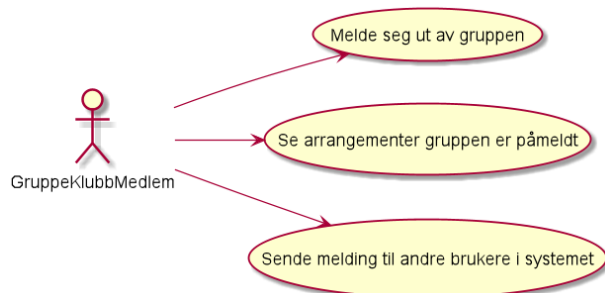 Melde seg ut av gruppen
Se arrangementer gruppen er påmeldt
GruppeKlubbMedlem
Sende melding til andre brukere i systemet